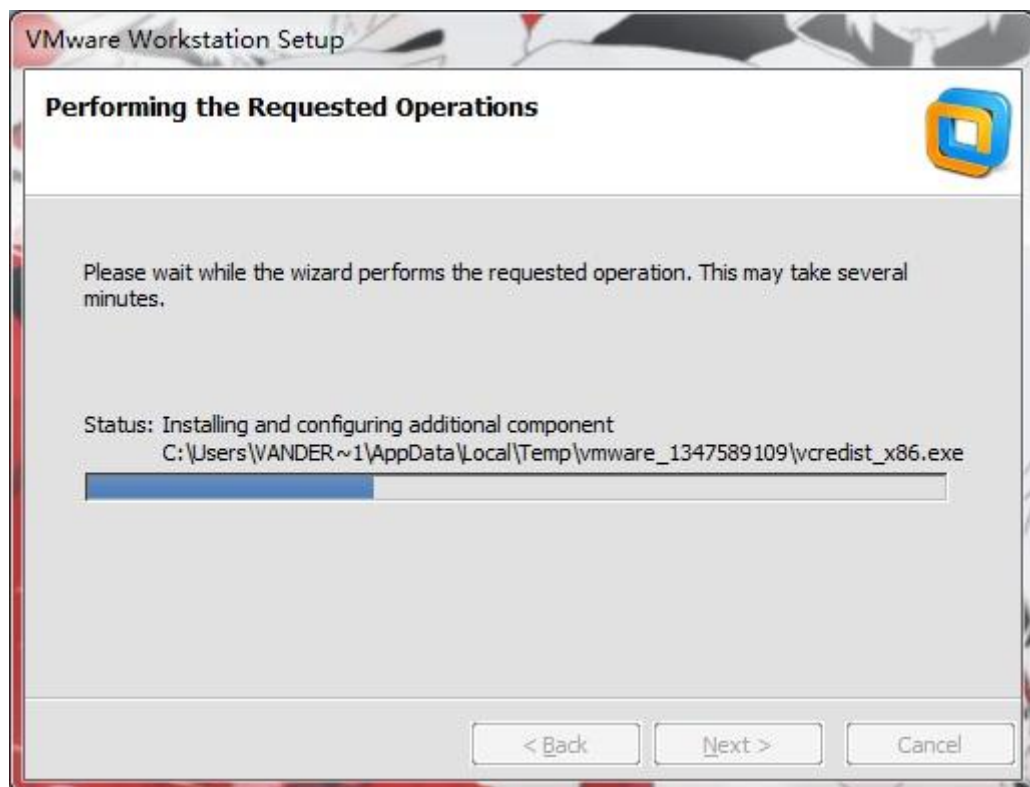 VMware Workstation Setup
Performing the Requested Operations
Please wait while the wizard performs the requested operation. This may take several
minutes.
Status: Installing and configuring additional component
C:\Users\VANDER~1\AppData\Local\Temp\vmware_1347589109\vcredist_x86.exe
< Back
Next >
Cancel